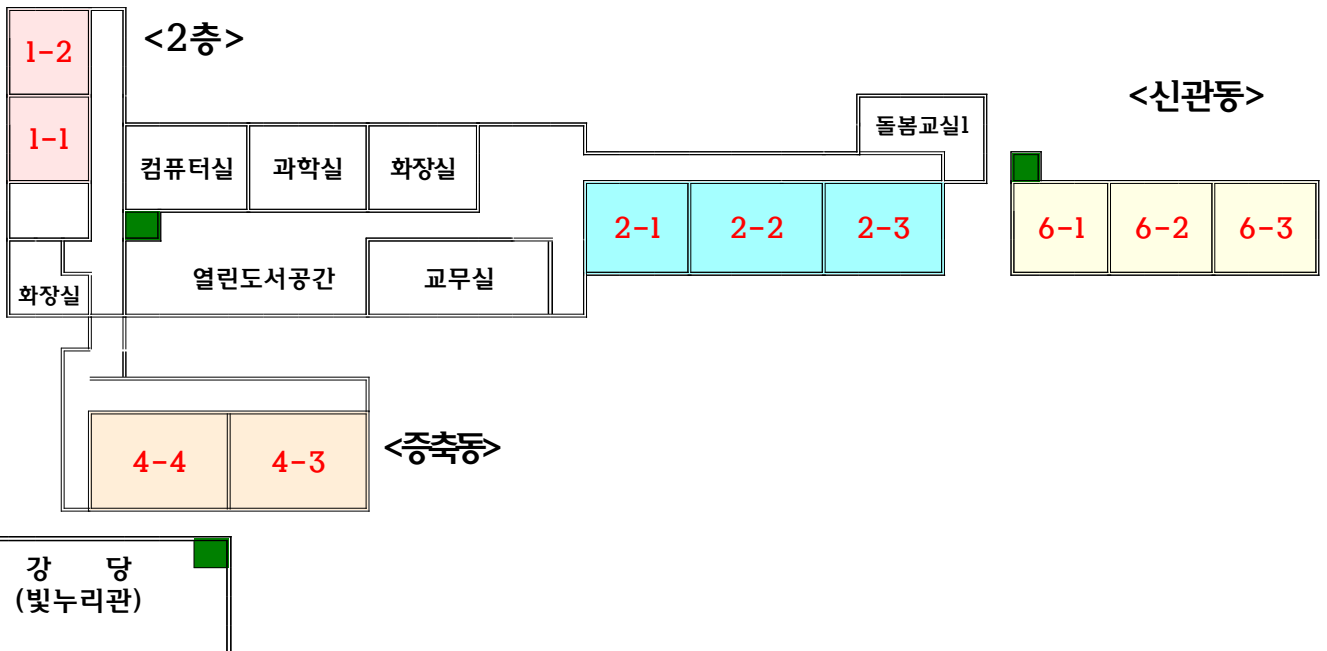 <2층>
1-2
<신관동>
1-1
돌봄교실1
컴퓨터실
과학실
화장실
2-1
2-2
2-3
6-1
6-2
6-3
열린도서공간
교무실
화장실
4-4
4-3
<증축동>
강 당
(빛누리관)